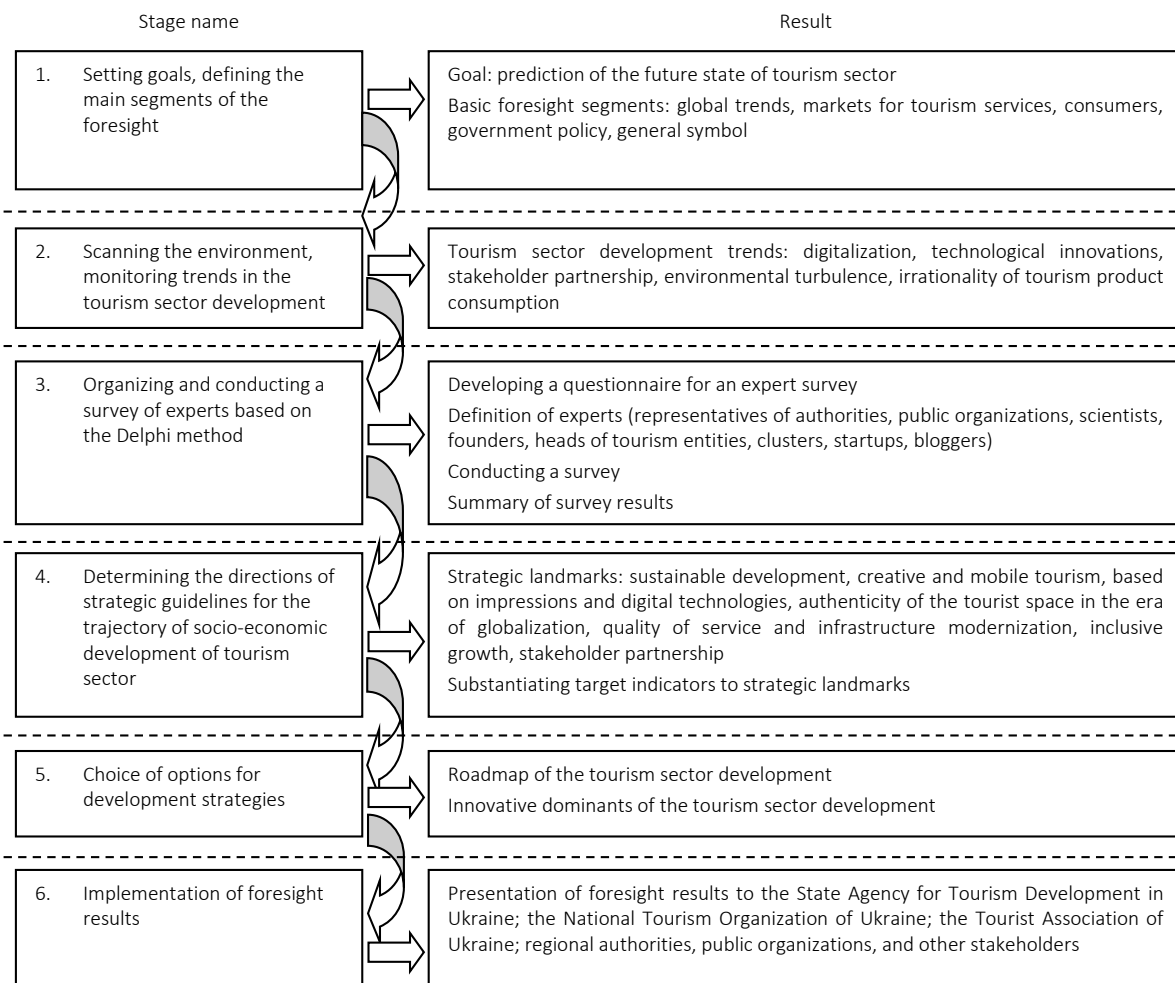 Stage name
Result
1. Setting goals, defining the
main segments of the
foresight
Goal: prediction of the future state of tourism sector
Basic foresight segments: global trends, markets for tourism services, consumers,
government policy, general symbol
2. Scanning the environment,
monitoring trends in the
tourism sector development
Tourism sector development trends: digitalization, technological innovations,
stakeholder partnership, environmental turbulence, irrationality of tourism product
consumption
3. Organizing and conducting a
survey of experts based on
the Delphi method
Developing a questionnaire for an expert survey
Definition of experts (representatives of authorities, public organizations, scientists,
founders, heads of tourism entities, clusters, startups, bloggers)
Conducting a survey
Summary of survey results
4. Determining the directions of
strategic guidelines for the
trajectory of socio-economic
development of tourism
sector
Strategic landmarks: sustainable development, creative and mobile tourism, based
on impressions and digital technologies, authenticity of the tourist space in the era
of globalization, quality of service and infrastructure modernization, inclusive
growth, stakeholder partnership
Substantiating target indicators to strategic landmarks
5. Choice of options for
development strategies
Roadmap of the tourism sector development
Innovative dominants of the tourism sector development
6. Implementation of foresight
results
Presentation of foresight results to the State Agency for Tourism Development in
Ukraine; the National Tourism Organization of Ukraine; the Tourist Association of
Ukraine; regional authorities, public organizations, and other stakeholders